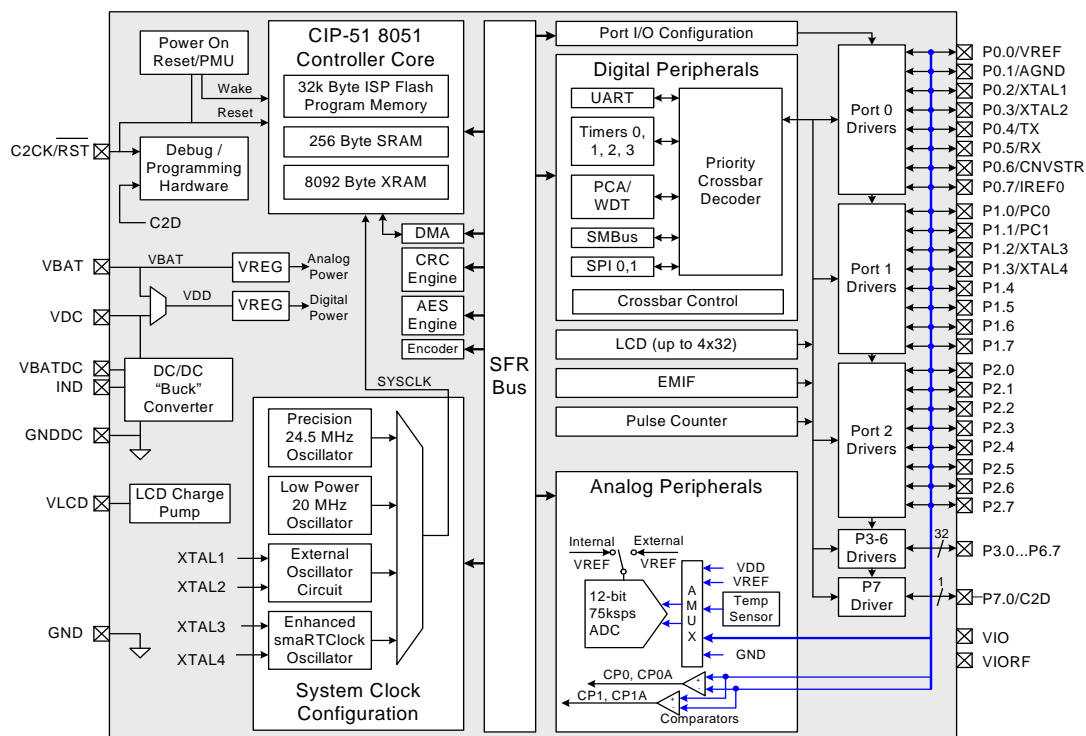 Power On
Reset/PMU
Wake
Reset
C2CK/RST
Debug /
Programming
Hardware
C2D
CIP-51 8051
Controller Core
32k Byte ISP Flash
Program Memory
256 Byte SRAM
8092 Byte XRAM
DMA
CRC
Engine
AES
Engine
Encoder
SYSCLK
VBAT
VBAT
VREG
Analog
Power
VDD
VREG
Digital
Power
VDC
VBATDC
IND
DC/DC
“Buck”
Converter
GNDDC
VLCD
LCD Charge
Pump
GND
Precision
24.5 MHz
Oscillator
Low Power
20 MHz
Oscillator
XTAL1
XTAL2
External
Oscillator
Circuit
XTAL3
XTAL4
Enhanced
smaRTClock
Oscillator
System Clock
Configuration
SFR
Bus
Port I/O Configuration
Digital Peripherals
UART
Timers 0,
1, 2, 3
PCA/
WDT
SMBus
SPI 0,1
Priority
Crossbar
Decoder
Crossbar Control
LCD (up to 4x32)
EMIF
Pulse Counter
Analog Peripherals
Internal
VREF
External
VREF
12-bit
75ksps
ADC
A
M
U
X
VDD
VREF
Temp
Sensor
GND
CP0, CP0A
+
-
CP1, CP1A
+
-
Comparators
Port 0
Drivers
Port 1
Drivers
Port 2
Drivers
P3-6
Drivers
32
P7
Driver
1
P0.0/VREF
P0.1/AGND
P0.2/XTAL1
P0.3/XTAL2
P0.4/TX
P0.5/RX
P0.6/CNVSTR
P0.7/IREF0
P1.0/PC0
P1.1/PC1
P1.2/XTAL3
P1.3/XTAL4
P1.4
P1.5
P1.6
P1.7
P2.0
P2.1
P2.2
P2.3
P2.4
P2.5
P2.6
P2.7
P3.0...P6.7
P7.0/C2D
VIO
VIORF